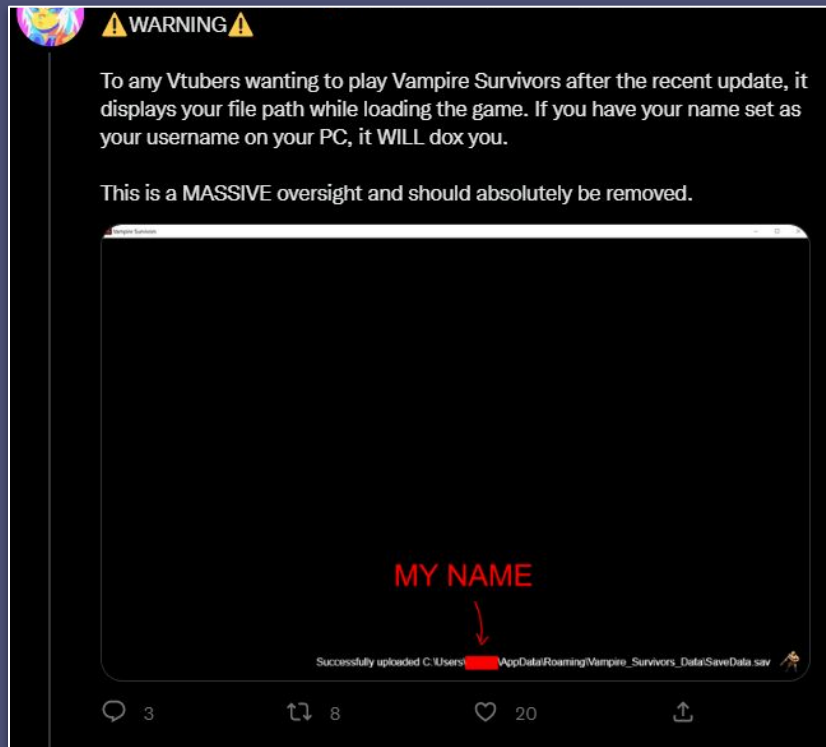 ⚠️WARNING⚠️
To any Vtubers wanting to play Vampire Survivors after the recent update, it
displays your file path while loading the game. If you have your name set as
your username on your PC, it WILL dox you.
This is a MASSIVE oversight and should absolutely be removed.
Vampire Survivors
MY NAME
Successfully uploaded C:\Users\ \AppData\Roaming\Vampire_Survivors_Data\SaveData.sav
3 8 20